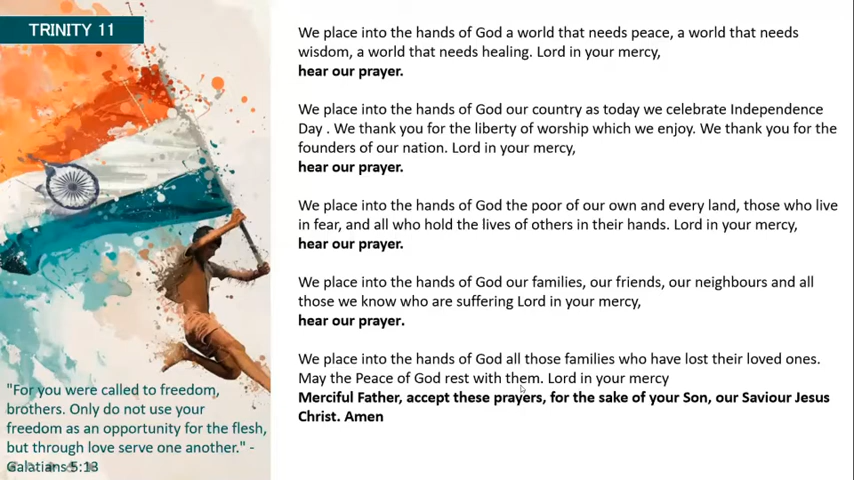 TRINITY 11
We place into the hands of God a world that needs peace, a world that needs
wisdom, a world that needs healing. Lord in your mercy,
hear our prayer.
We place into the hands of God our country as today we celebrate Independence
Day . We thank you for the liberty of worship which we enjoy. We thank you for the
founders of our nation. Lord in your mercy,
hear our prayer.
We place into the hands of God the poor of our own and every land, those who live
in fear, and all who hold the lives of others in their hands. Lord in your mercy,
hear our prayer.
We place into the hands of God our families, our friends, our neighbours and all
those we know who are suffering Lord in your mercy,
hear our prayer.
We place into the hands of God all those families who have lost their loved ones.
May the Peace of God rest with them. Lord in your mercy
Merciful Father, accept these prayers, for the sake of your Son, our Saviour Jesus
Christ. Amen
"For you were called to freedom,
brothers. Only do not use your
freedom as an opportunity for the flesh,
but through love serve one another." -
Galatians 5:13